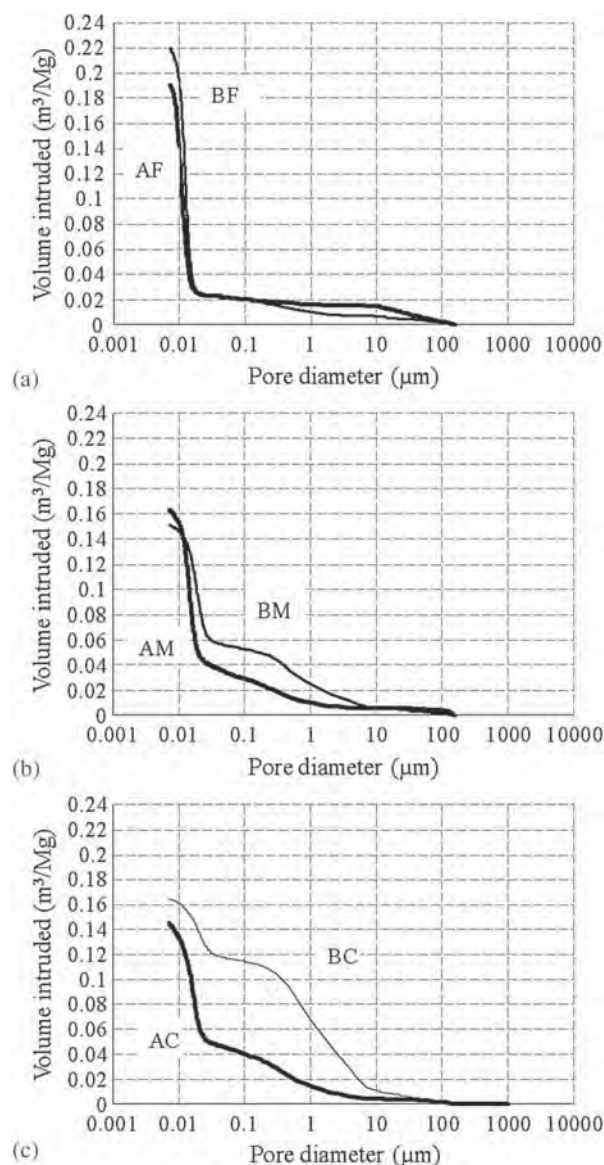 0.24
0.22
0.2
0.18
0.16
0.14
0.12
0.1
0.08
0.06
0.04
0.02
0
Volume intruded (m³/Mg)
BF
AF
0.001 0.01 0.1 1 10 100 1000 10000
Pore diameter (μm)
(a)
0.24
0.22
0.2
0.18
0.16
0.14
0.12
0.1
0.08
0.06
0.04
0.02
0
Volume intruded (m³/Mg)
BM
AM
0.001 0.01 0.1 1 10 100 1000 10000
Pore diameter (μm)
(b)
0.24
0.22
0.2
0.18
0.16
0.14
0.12
0.1
0.08
0.06
0.04
0.02
0
Volume intruded (m³/Mg)
BC
AC
0.001 0.01 0.1 1 10 100 1000 10000
Pore diameter (μm)
(c)